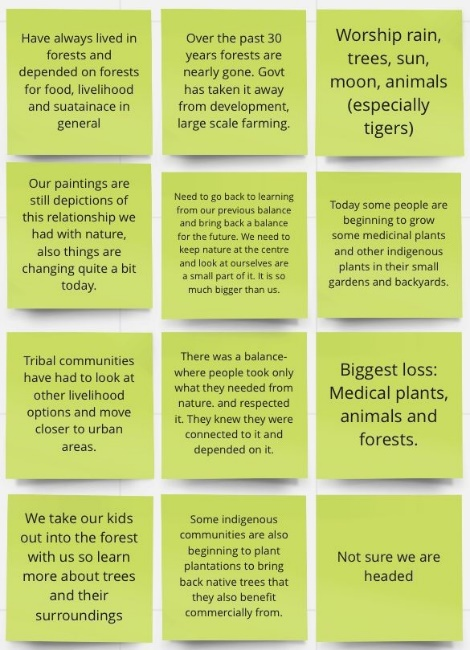 Have always lived in
forests and
depended on forests
for food, livelihood
and suatainace in
general
Over the past 30
years forests are
nearly gone. Govt
has taken it away
from development,
large scale farming.
Worship rain,
trees, sun,
moon, animals
(especially
tigers)
Our paintings are
still depictions of
this relationship we
had with nature,
also things are
changing quite a bit
today.
Need to go back to learning
from our previous balance
and bring back a balance
for the future. We need to
keep nature at the centre
and look at ourselves are
a small part of it. It is so
much bigger than us.
Today some people are
beginning to grow
some medicinal plants
and other indigenous
plants in their small
gardens and backyards.
Tribal communities
have had to look at
other livelihood
options and move
closer to urban
areas.
There was a balance-
where people took only
what they needed from
nature. and respected
it. They knew they were
connected to it and
depended on it.
Biggest loss:
Medical plants,
animals and
forests.
We take our kids
out into the forest
with us so learn
more about trees
and their
surroundings
Some indigenous
communities are also
beginning to plant
plantations to bring
back native trees that
they also benefit
commercially from.
Not sure we are
headed